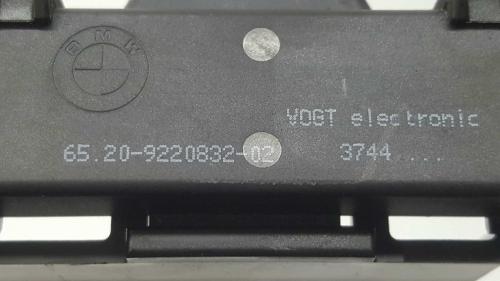 BMW
VOGT electronic
65.20-9220832-02
3744 ...